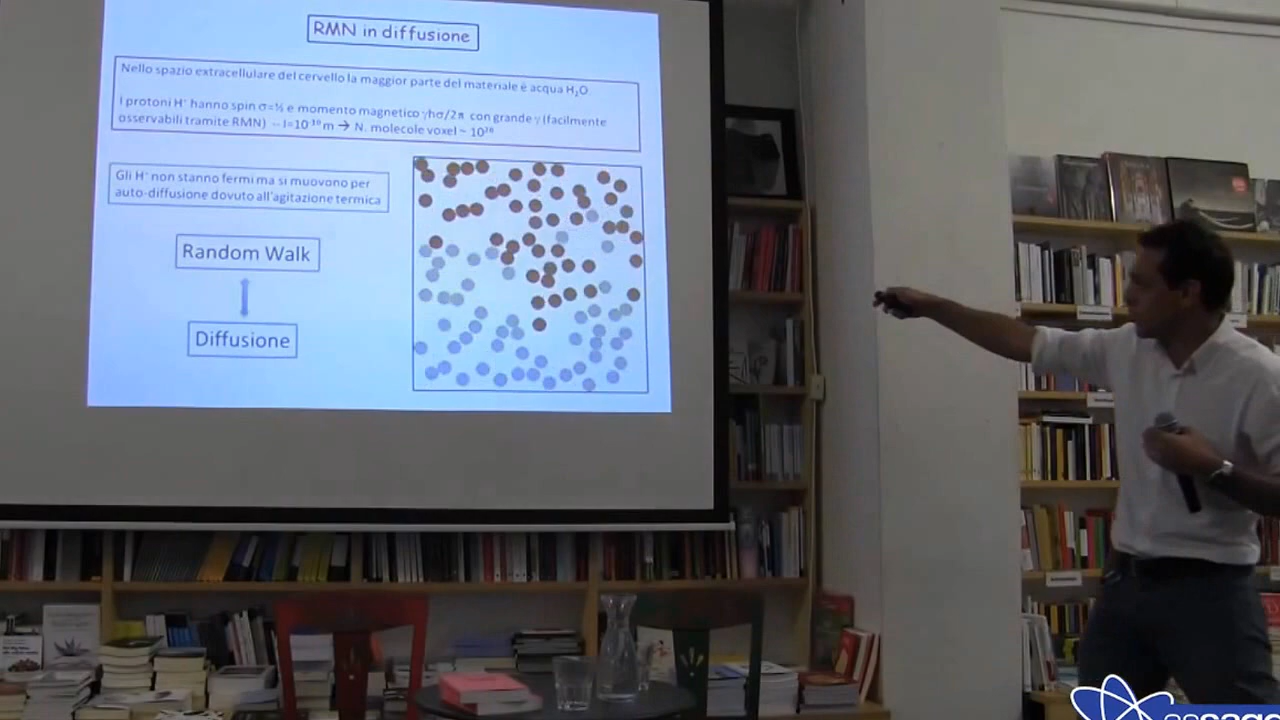 RMN in diffusione
Nello spazio extracellulare del cervello la maggior parte del materiale è acqua H₂O
I protoni H⁺ hanno spin σ=½ e momento magnetico γhσ/2π con grande γ (facilmente
osservabili tramite RMN) -- l=10⁻¹⁰ m → N. molecole voxel ~ 10²⁰
Gli H⁺ non stanno fermi ma si muovono per
auto-diffusione dovuto all'agitazione termica
Random Walk
Diffusione